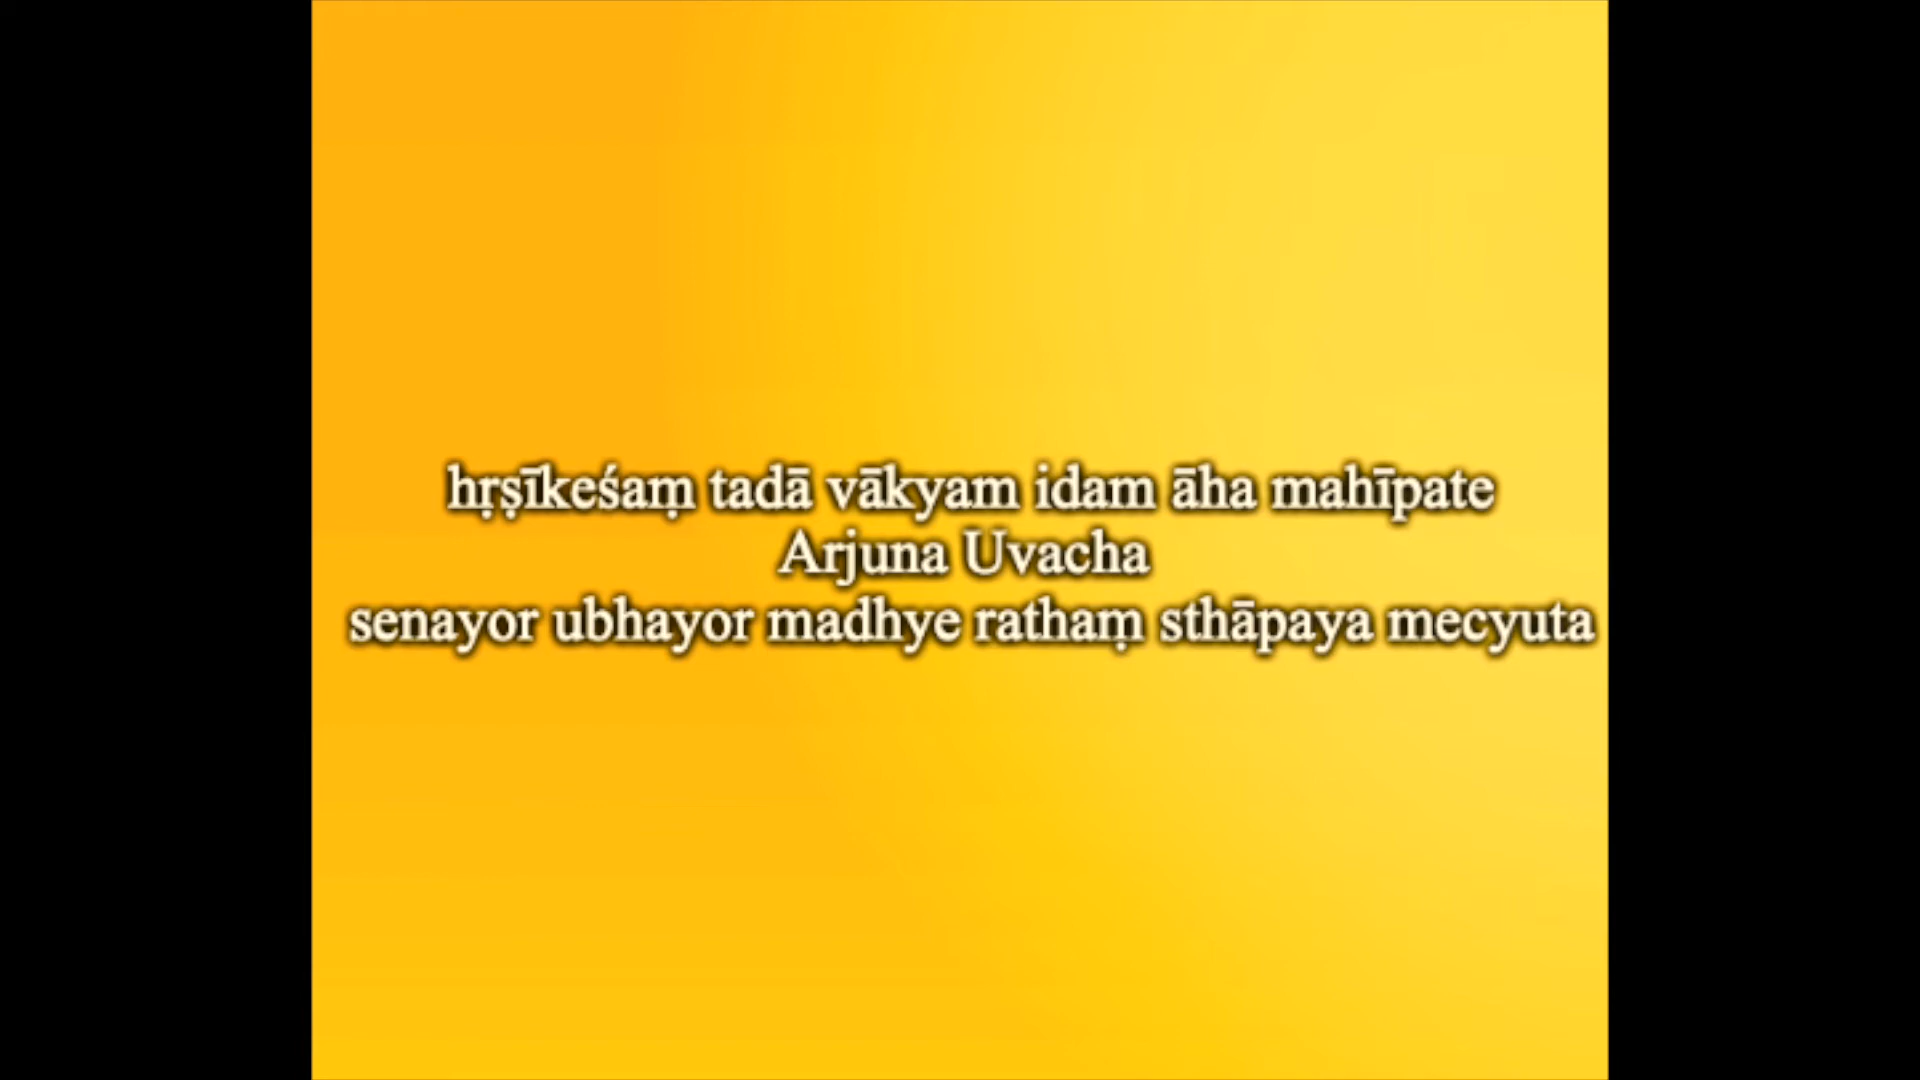 hṛṣīkeśaṃ tadā vākyam idam āha mahīpate
Arjuna Uvacha
senayor ubhayor madhye rathaṃ sthāpaya mecyuta